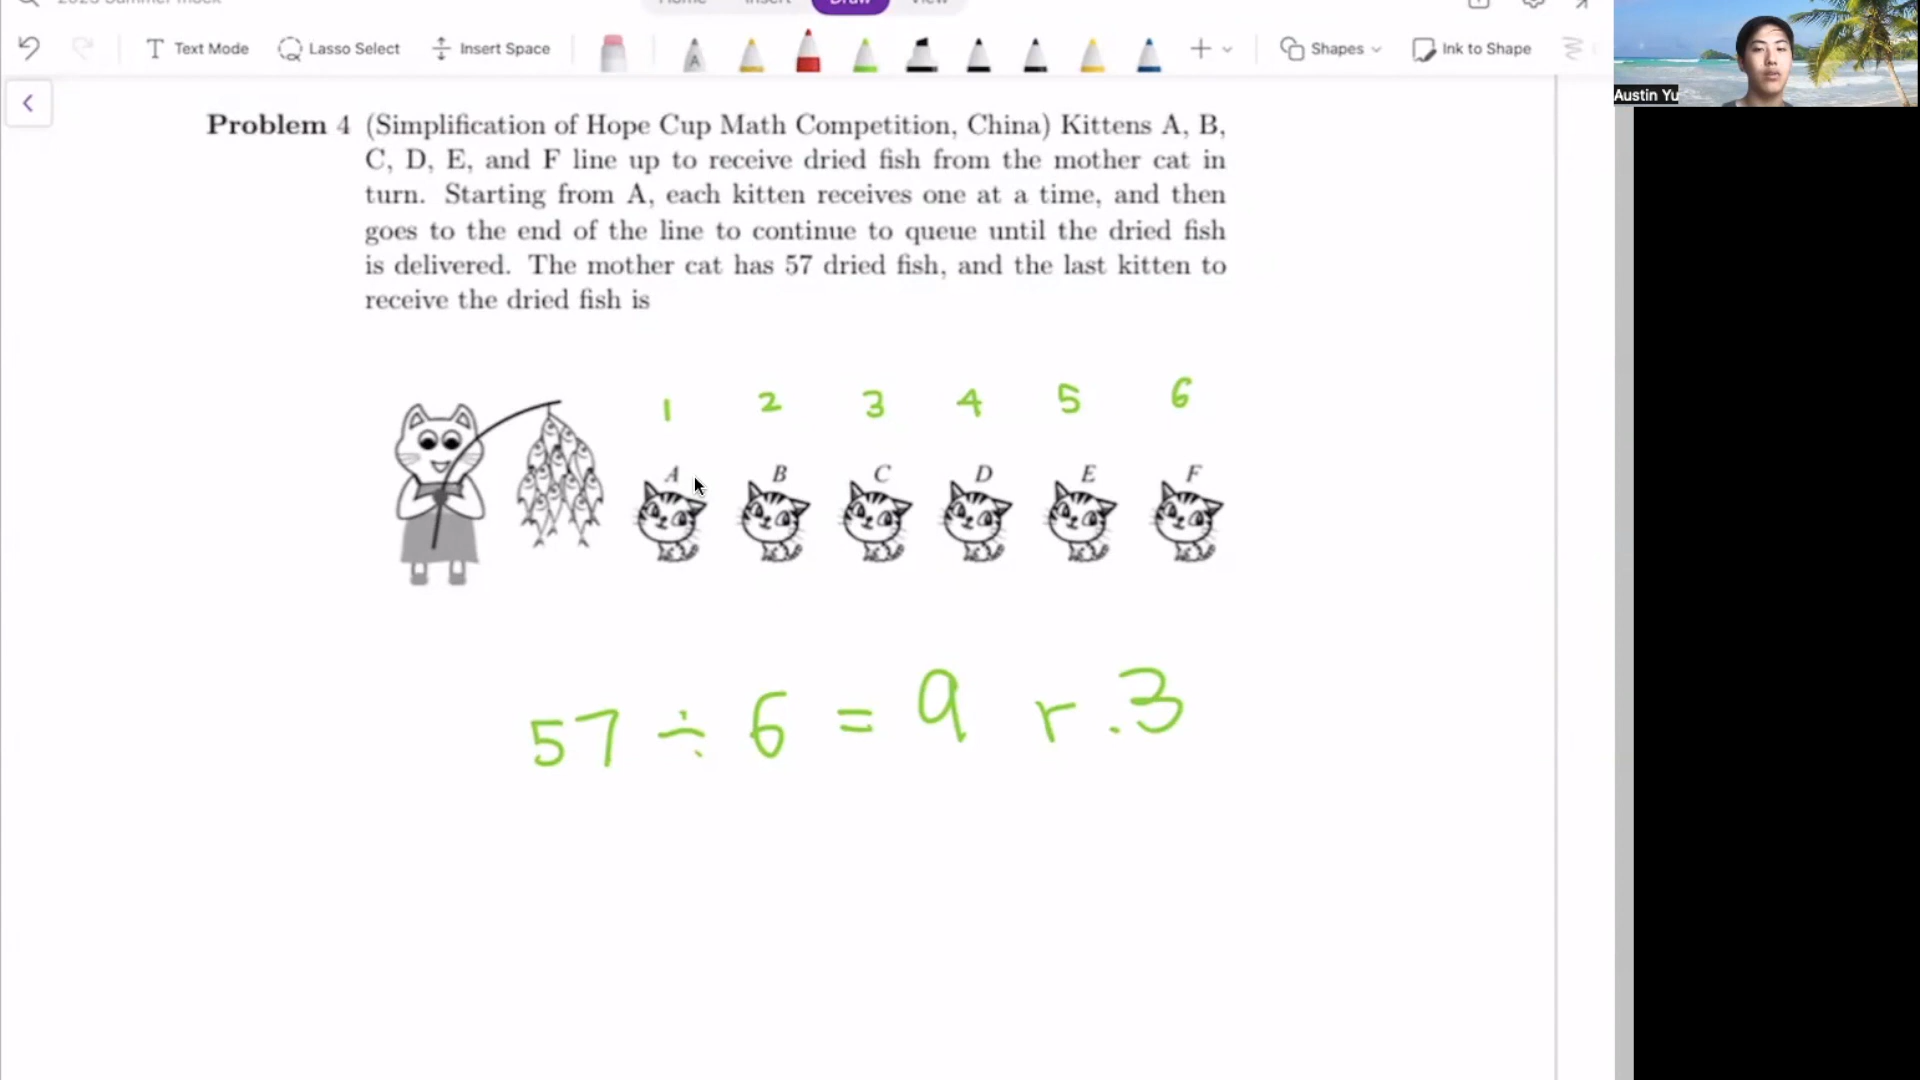 Text Mode Lasso Select Insert Space A Shapes Ink to Shape
Austin Yu
Problem 4 (Simplification of Hope Cup Math Competition, China) Kittens A, B,
C, D, E, and F line up to receive dried fish from the mother cat in
turn. Starting from A, each kitten receives one at a time, and then
goes to the end of the line to continue to queue until the dried fish
is delivered. The mother cat has 57 dried fish, and the last kitten to
receive the dried fish is
1 2 3 4 5 6
A B C D E F
57 ÷ 6 = 9 r.3